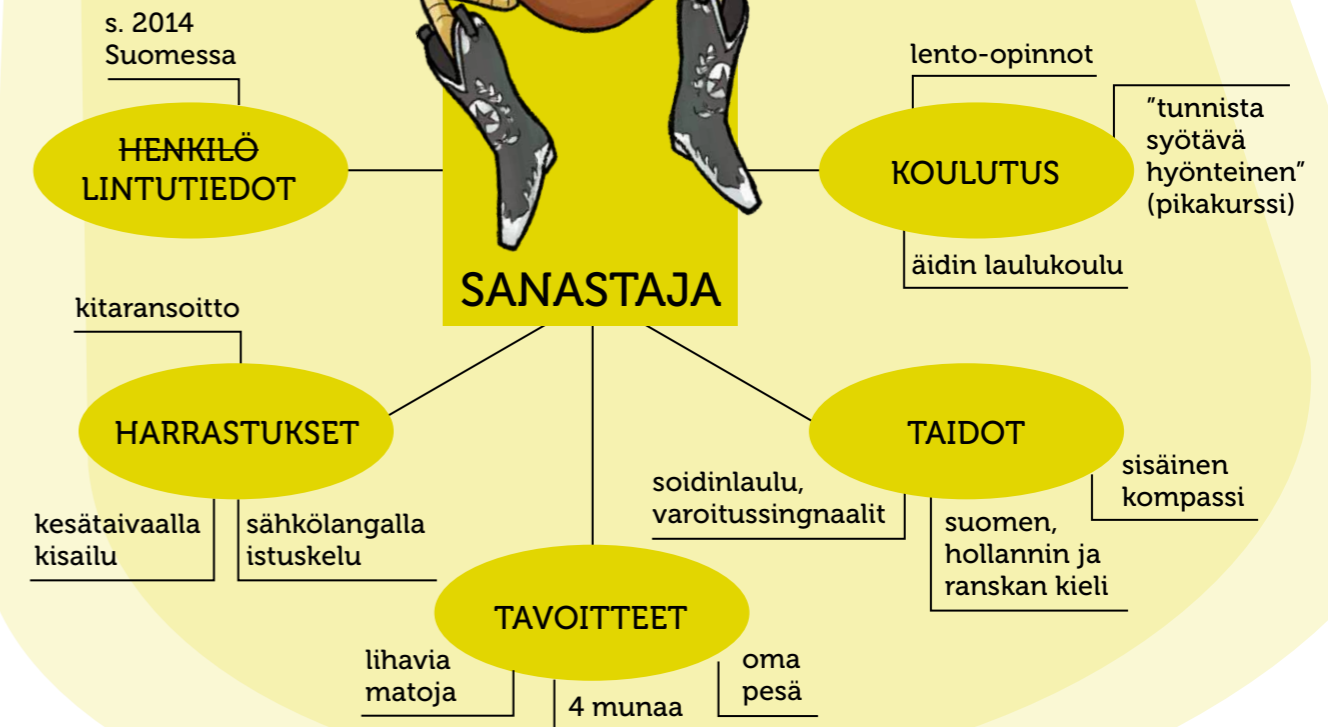 s. 2014
Suomessa
HENKILÖ
LINTUTIEDOT
lento-opinnot
"tunnista
syötävä
hyönteinen"
(pikakurssi)
KOULUTUS
äidin laulukoulu
SANASTAJA
kitaransoitto
HARRASTUKSET
kesätaivaalla
kisailu
sähkölangalla
istuskelu
TAIDOT
soidinlaulu,
varoitussingnaalit
suomen,
hollannin ja
ranskan kieli
sisäinen
kompassi
TAVOITTEET
lihavia
matoja
4 munaa
oma
pesä